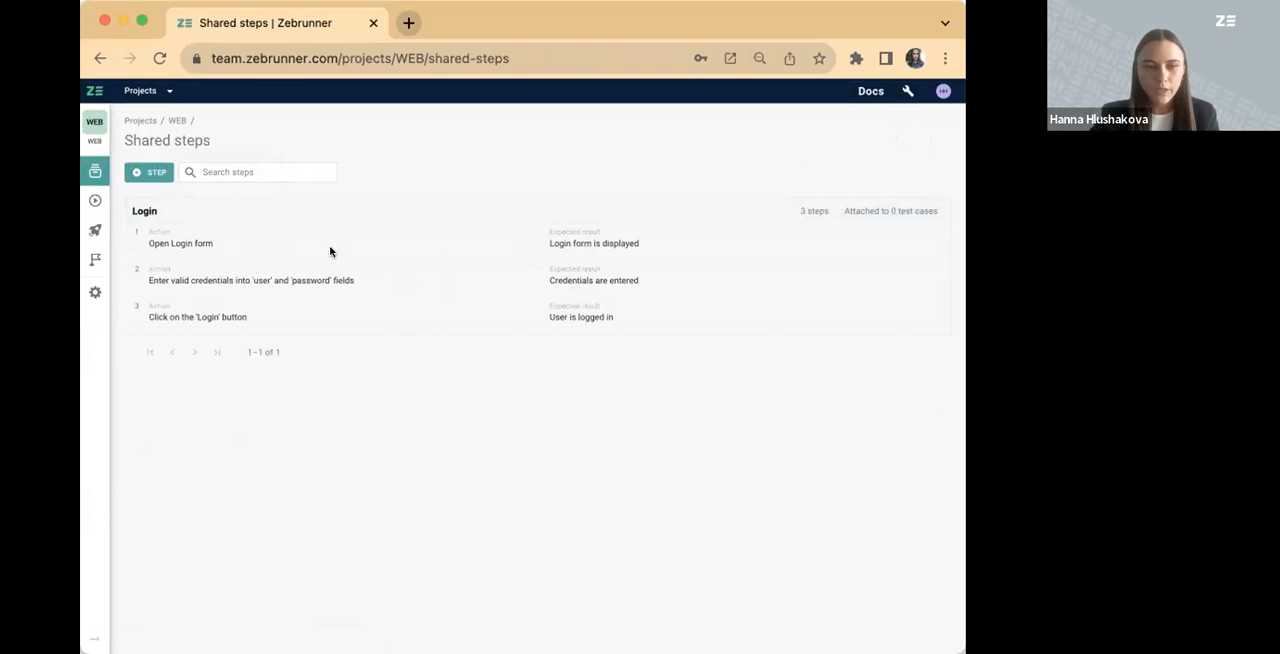 Shared steps | Zebrunner
team.zebrunner.com/projects/WEB/shared-steps
ZE
Projects
Docs
HH
WEB
WEB
Projects / WEB /
Shared steps
STEP
Search steps
Login
3 steps
Attached to 0 test cases
1
Action
Open Login form
Expected result
Login form is displayed
2
Action
Enter valid credentials into 'user' and 'password' fields
Expected result
Credentials are entered
3
Action
Click on the 'Login' button
Expected result
User is logged in
1–1 of 1
ZE
Hanna Hlushakova